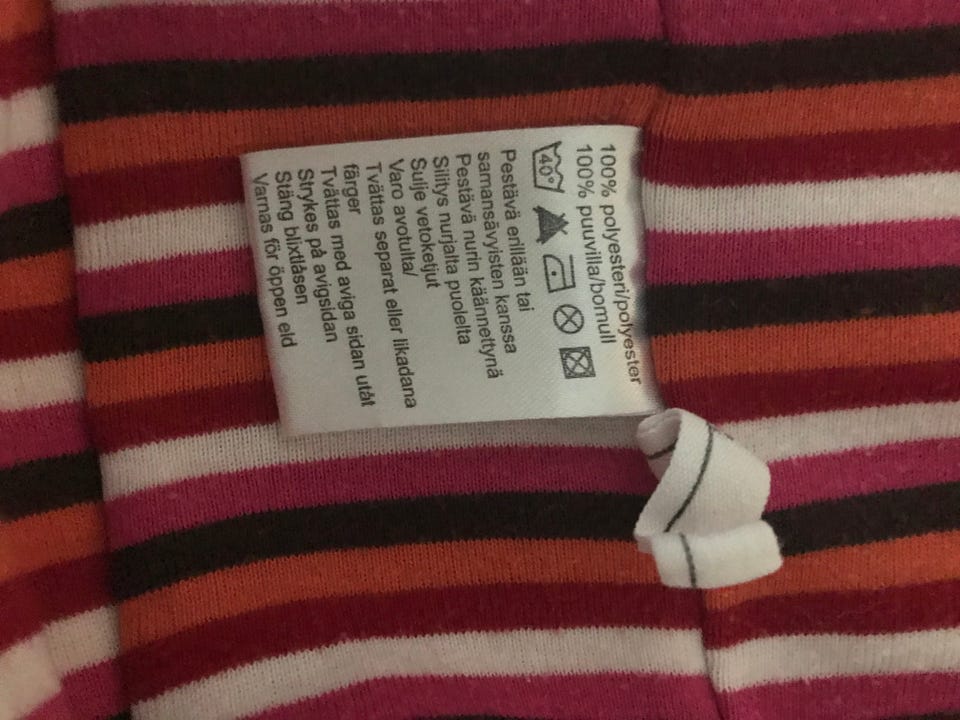 100% polyesteri/polyester
100% puuvilla/bomull
40°
Pestävä erillään tai
samansävyisten kanssa
Pestävä nurin käännettynä
Silitys nurjalta puolelta
Sulje vetoketjut
Varo avotulta/
Tvättas separat eller likadana
färger
Tvättas med aviga sidan utåt
Strykes på avigsidan
Stäng blixtlåsen
Varnas för öppen eld